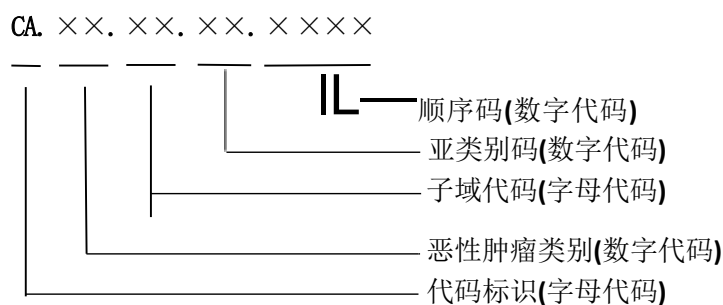 CA. ××. ××. ××. ××××
顺序码(数字代码)
亚类别码(数字代码)
子域代码(字母代码)
恶性肿瘤类别(数字代码)
代码标识(字母代码)